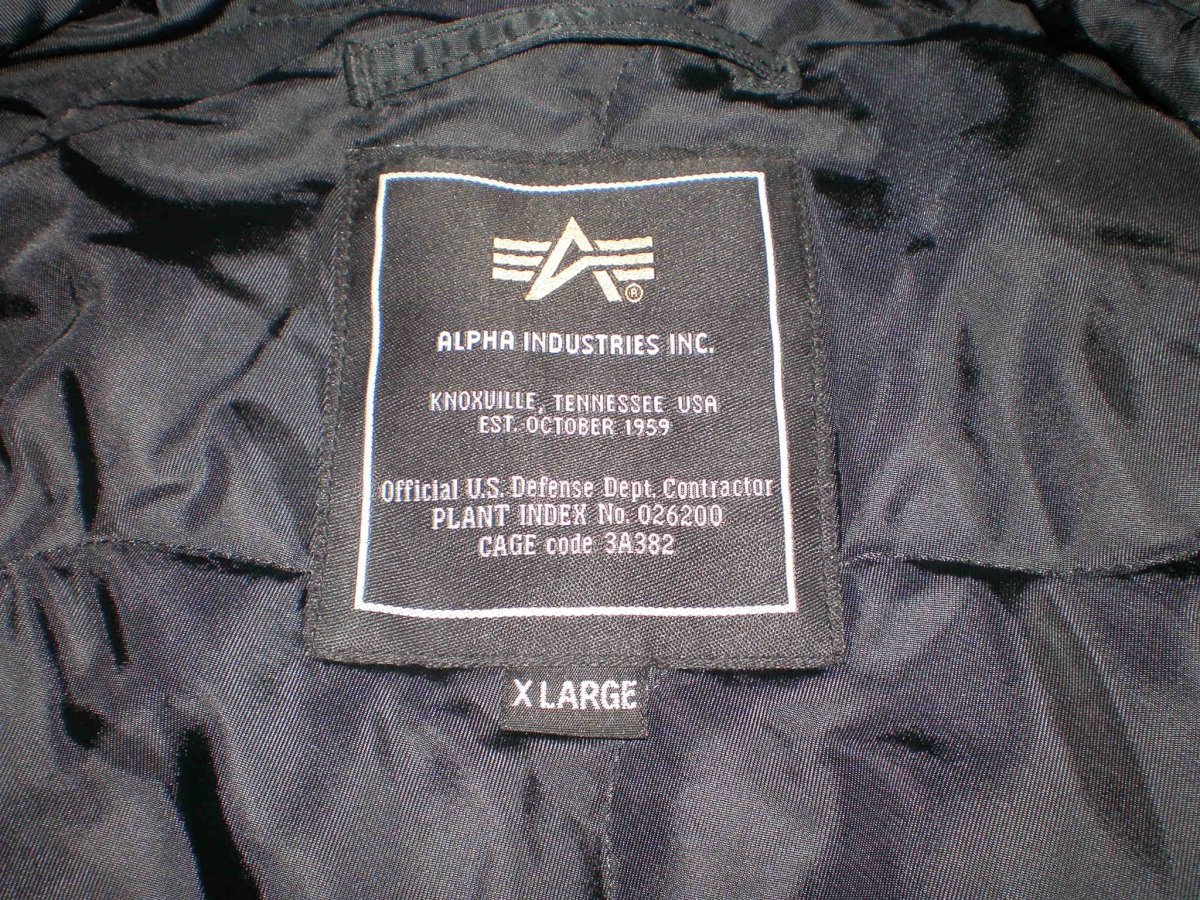 ®
ALPHA INDUSTRIES INC.
KNOXVILLE, TENNESSEE USA
EST. OCTOBER 1959
Official U.S. Defense Dept. Contractor
PLANT INDEX No. 026200
CAGE code 3A382
X LARGE